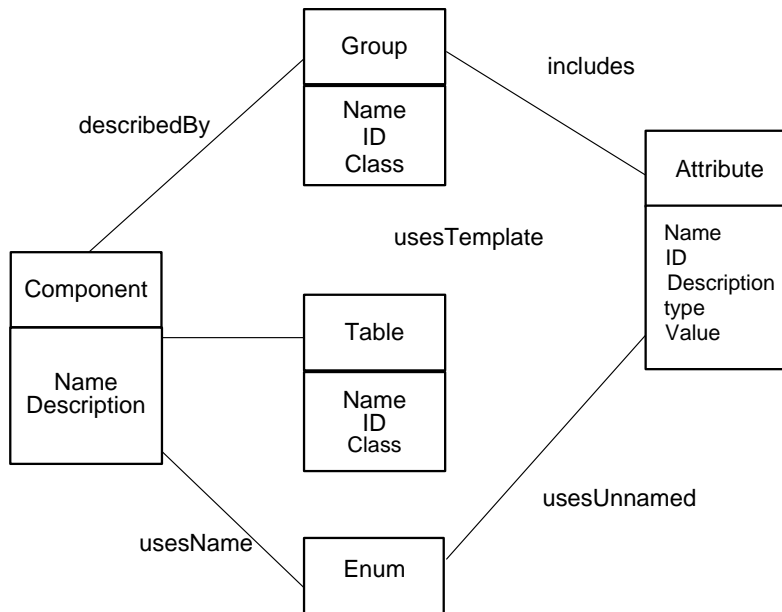 Group
includes
Name
ID
Class
describedBy
Attribute
usesTemplate
Name
ID
Description
type
Value
Component
Table
Name
Description
Name
ID
Class
usesUnnamed
usesName
Enum